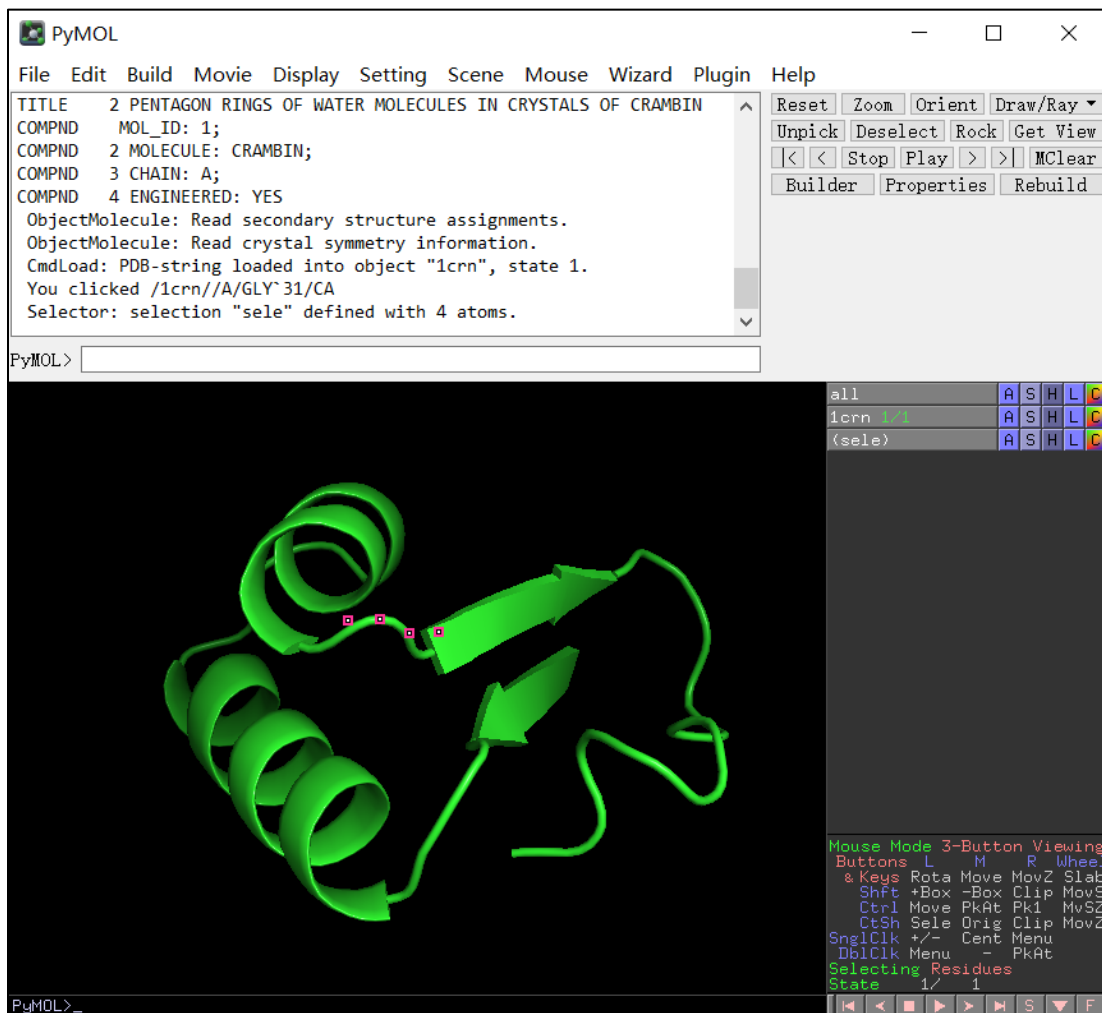 PyMOL
File Edit Build Movie Display Setting Scene Mouse Wizard Plugin Help
TITLE 2 PENTAGON RINGS OF WATER MOLECULES IN CRYSTALS OF CRAMBIN
COMPND MOL_ID: 1;
COMPND 2 MOLECULE: CRAMBIN;
COMPND 3 CHAIN: A;
COMPND 4 ENGINEERED: YES
ObjectMolecule: Read secondary structure assignments.
ObjectMolecule: Read crystal symmetry information.
CmdLoad: PDB-string loaded into object "1crn", state 1.
You clicked /1crn//A/GLY`31/CA
Selector: selection "sele" defined with 4 atoms.
Reset Zoom Orient Draw/Ray
Unpick Deselect Rock Get View
|< < Stop Play > >| MClear
Builder Properties Rebuild
PyMOL>
all A S H L C
1crn 1/1 A S H L C
(sele) A S H L C
Mouse Mode 3-Button Viewing
Buttons L M R Wheel
& Keys Rota Move MovZ Slab
Shft +Box -Box Clip MovS
Ctrl Move PkAt Pk1 MvSZ
CtSh Sele Orig Clip MovZ
SnglClk +/- Cent Menu
DblClk Menu - PkAt
Selecting Residues
State 1/ 1
PyMOL>_
S F